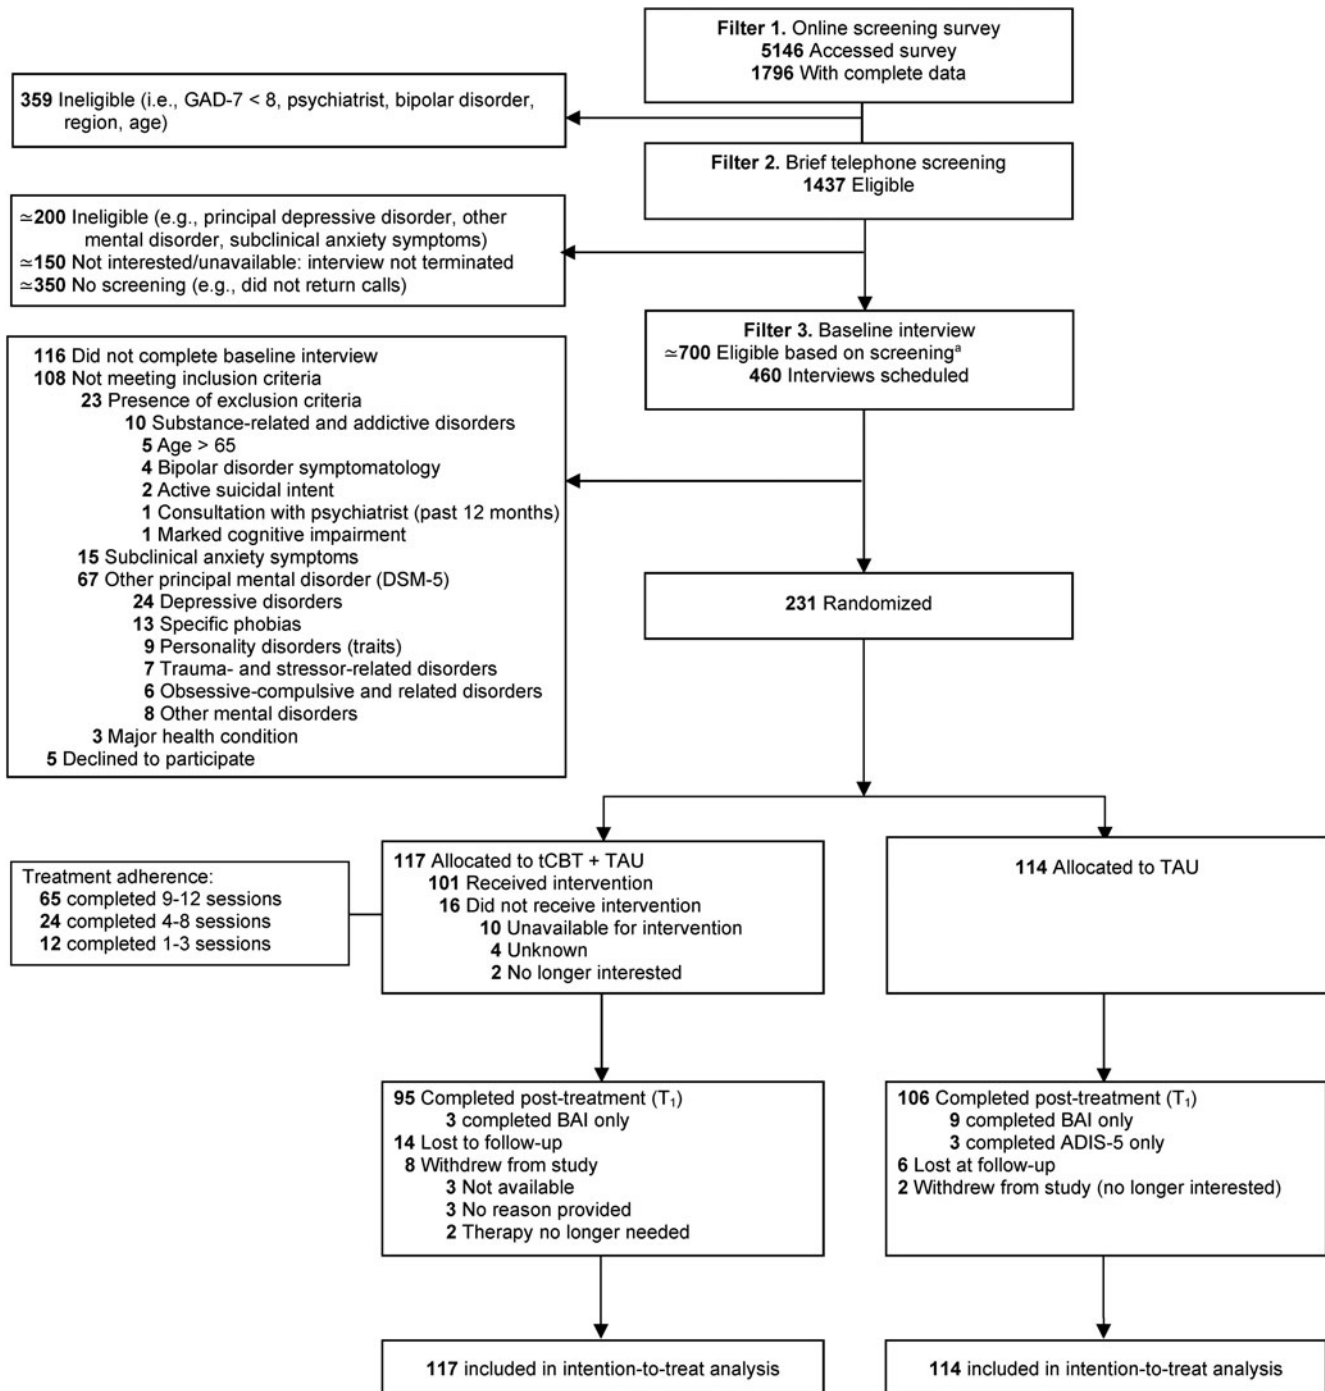 Filter 1. Online screening survey
5146 Accessed survey
1796 With complete data
359 Ineligible (i.e., GAD-7 < 8, psychiatrist, bipolar disorder,
region, age)
Filter 2. Brief telephone screening
1437 Eligible
≃200 Ineligible (e.g., principal depressive disorder, other
mental disorder, subclinical anxiety symptoms)
≃150 Not interested/unavailable: interview not terminated
≃350 No screening (e.g., did not return calls)
Filter 3. Baseline interview
≃700 Eligible based on screeningᵃ
460 Interviews scheduled
116 Did not complete baseline interview
108 Not meeting inclusion criteria
23 Presence of exclusion criteria
10 Substance-related and addictive disorders
5 Age > 65
4 Bipolar disorder symptomatology
2 Active suicidal intent
1 Consultation with psychiatrist (past 12 months)
1 Marked cognitive impairment
15 Subclinical anxiety symptoms
67 Other principal mental disorder (DSM-5)
24 Depressive disorders
13 Specific phobias
9 Personality disorders (traits)
7 Trauma- and stressor-related disorders
6 Obsessive-compulsive and related disorders
8 Other mental disorders
3 Major health condition
5 Declined to participate
231 Randomized
117 Allocated to tCBT + TAU
101 Received intervention
16 Did not receive intervention
10 Unavailable for intervention
4 Unknown
2 No longer interested
Treatment adherence:
65 completed 9-12 sessions
24 completed 4-8 sessions
12 completed 1-3 sessions
114 Allocated to TAU
95 Completed post-treatment (T₁)
3 completed BAI only
14 Lost to follow-up
8 Withdrew from study
3 Not available
3 No reason provided
2 Therapy no longer needed
106 Completed post-treatment (T₁)
9 completed BAI only
3 completed ADIS-5 only
6 Lost at follow-up
2 Withdrew from study (no longer interested)
117 included in intention-to-treat analysis
114 included in intention-to-treat analysis